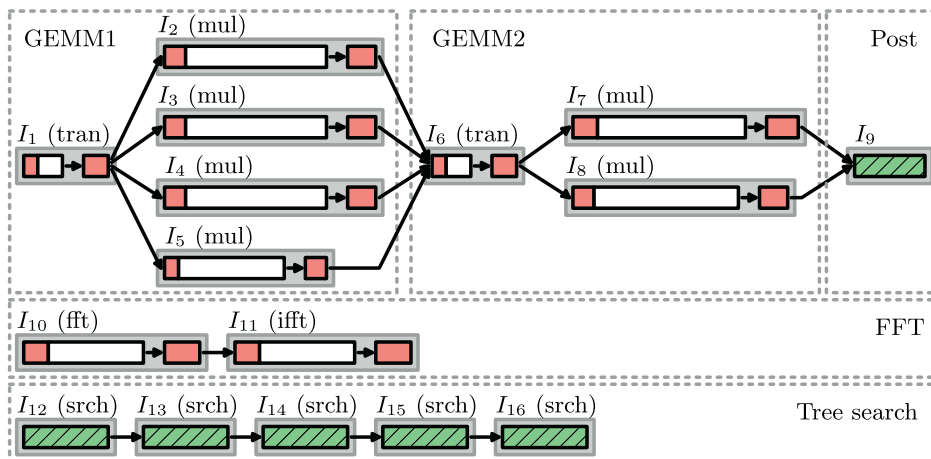 I₂ (mul)
GEMM1
GEMM2
Post
I₃ (mul)
I₇ (mul)
I₁ (tran)
I₆ (tran)
I₉
I₄ (mul)
I₈ (mul)
I₅ (mul)
I₁₀ (fft)
I₁₁ (ifft)
FFT
I₁₂ (srch)
I₁₃ (srch)
I₁₄ (srch)
I₁₅ (srch)
I₁₆ (srch)
Tree search